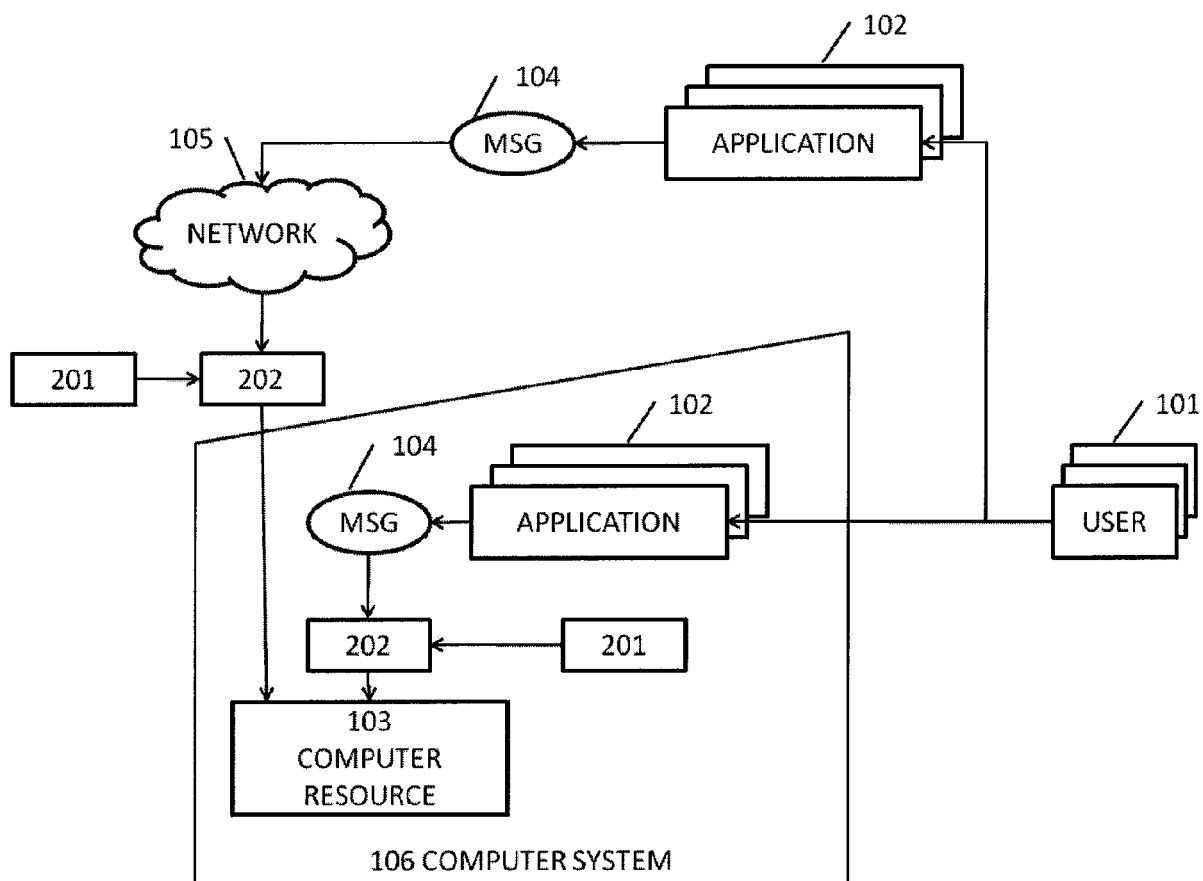 102
104
MSG
APPLICATION
105
NETWORK
201
202
102
101
104
MSG
APPLICATION
USER
202
201
103
COMPUTER
RESOURCE
106 COMPUTER SYSTEM